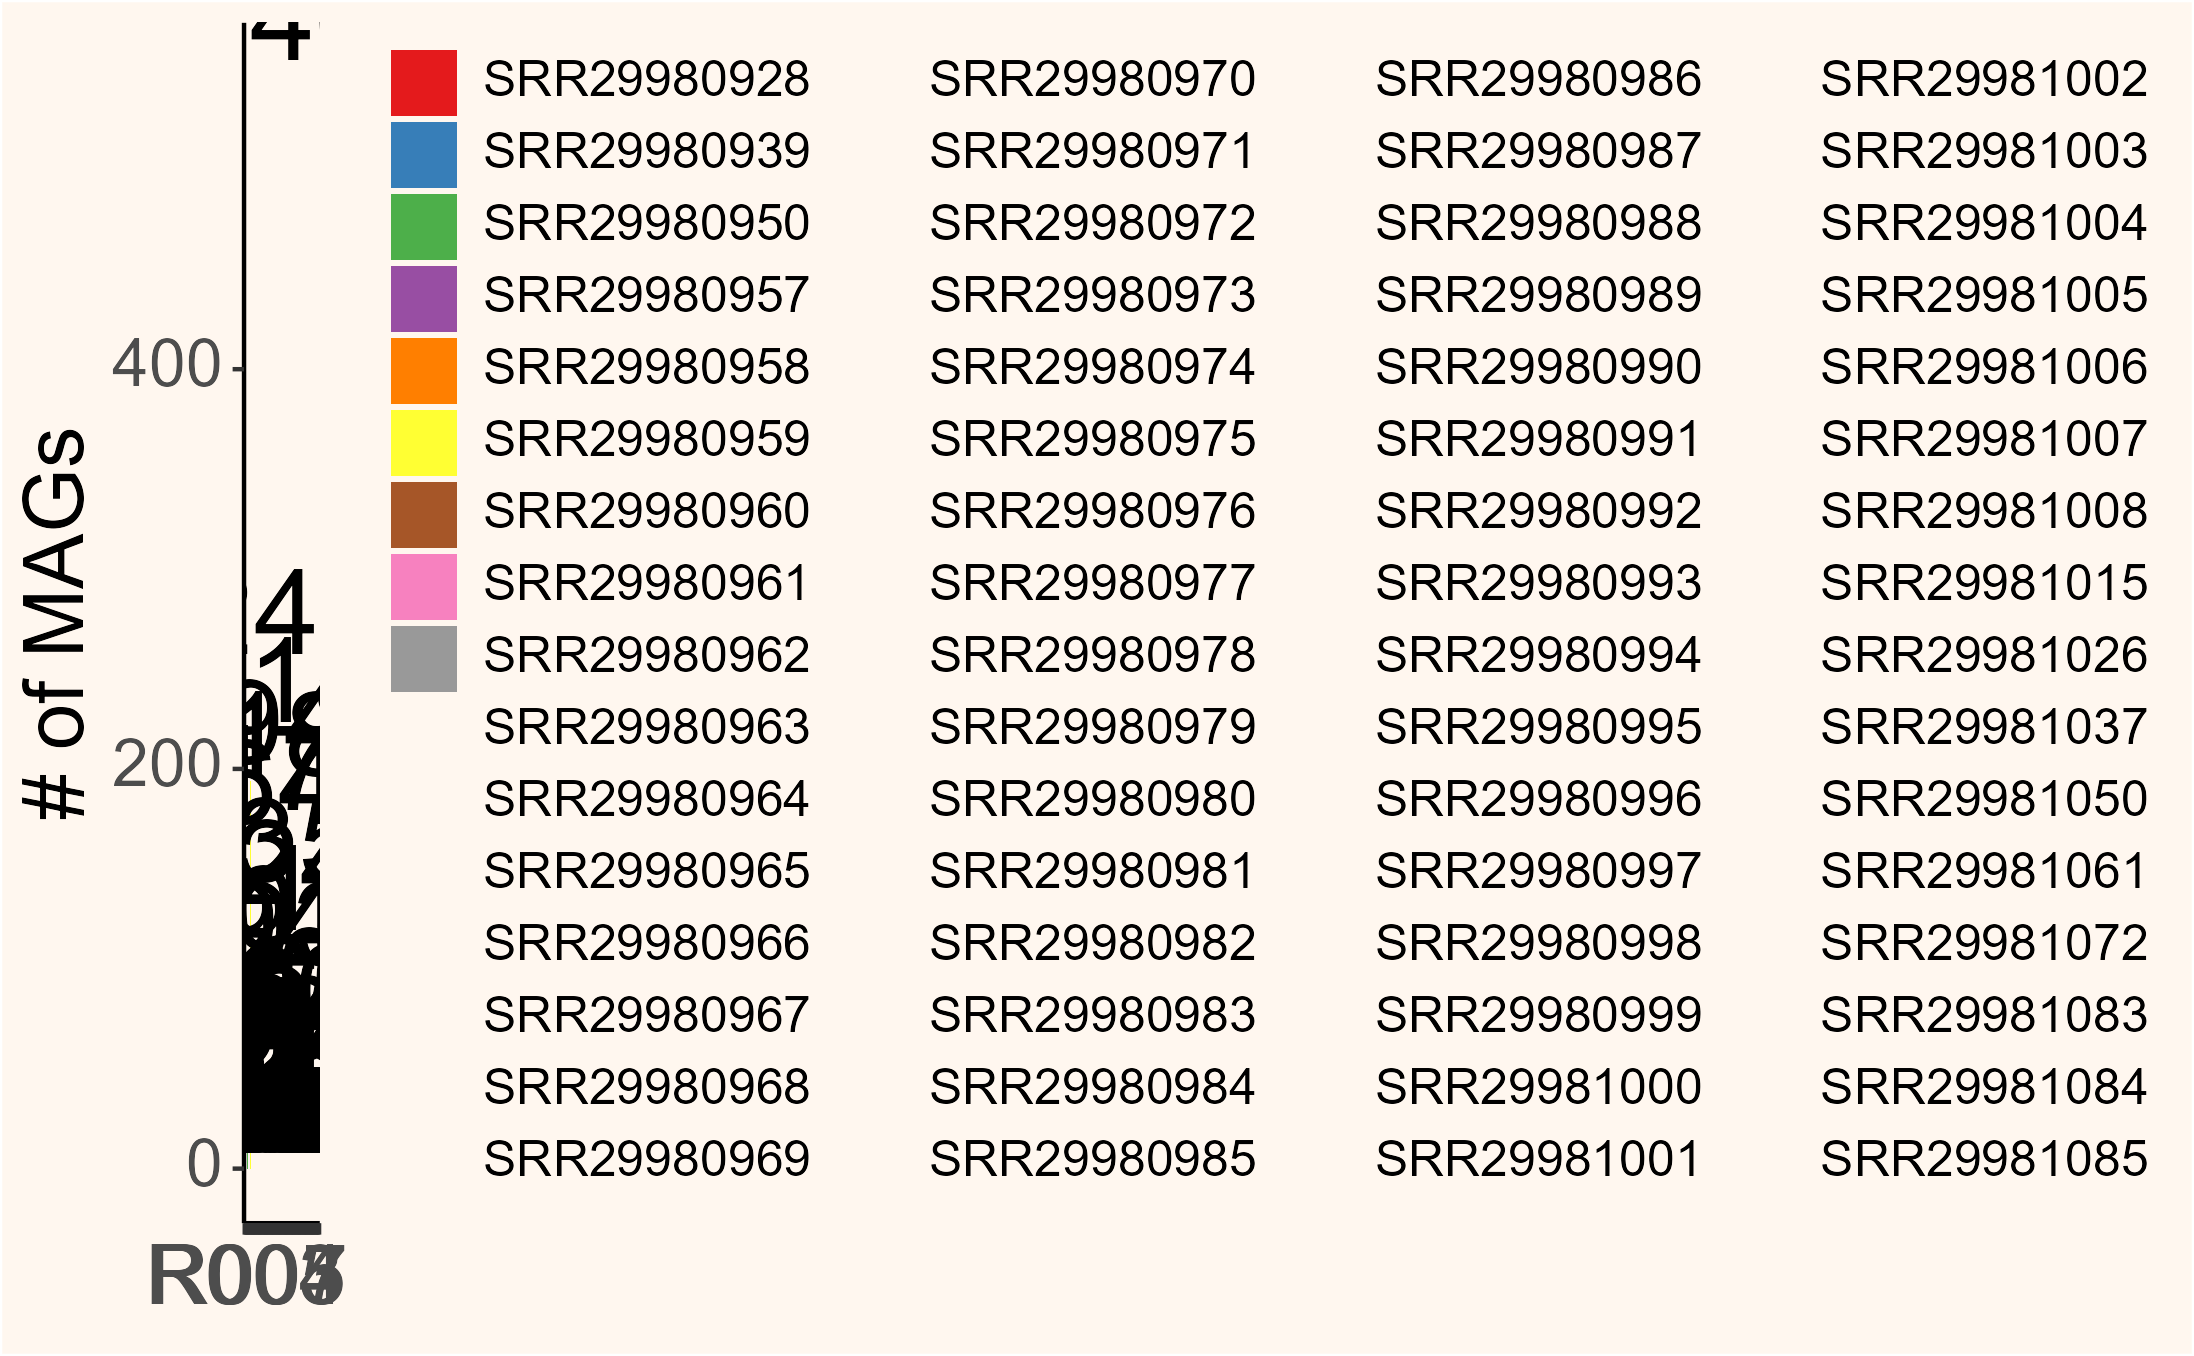 # of MAGs
400
200
0
4
4
1
SRR29980928 SRR29980970 SRR29980986 SRR29981002
SRR29980939 SRR29980971 SRR29980987 SRR29981003
SRR29980950 SRR29980972 SRR29980988 SRR29981004
SRR29980957 SRR29980973 SRR29980989 SRR29981005
SRR29980958 SRR29980974 SRR29980990 SRR29981006
SRR29980959 SRR29980975 SRR29980991 SRR29981007
SRR29980960 SRR29980976 SRR29980992 SRR29981008
SRR29980961 SRR29980977 SRR29980993 SRR29981015
SRR29980962 SRR29980978 SRR29980994 SRR29981026
SRR29980963 SRR29980979 SRR29980995 SRR29981037
SRR29980964 SRR29980980 SRR29980996 SRR29981050
SRR29980965 SRR29980981 SRR29980997 SRR29981061
SRR29980966 SRR29980982 SRR29980998 SRR29981072
SRR29980967 SRR29980983 SRR29980999 SRR29981083
SRR29980968 SRR29980984 SRR29981000 SRR29981084
SRR29980969 SRR29980985 SRR29981001 SRR29981085